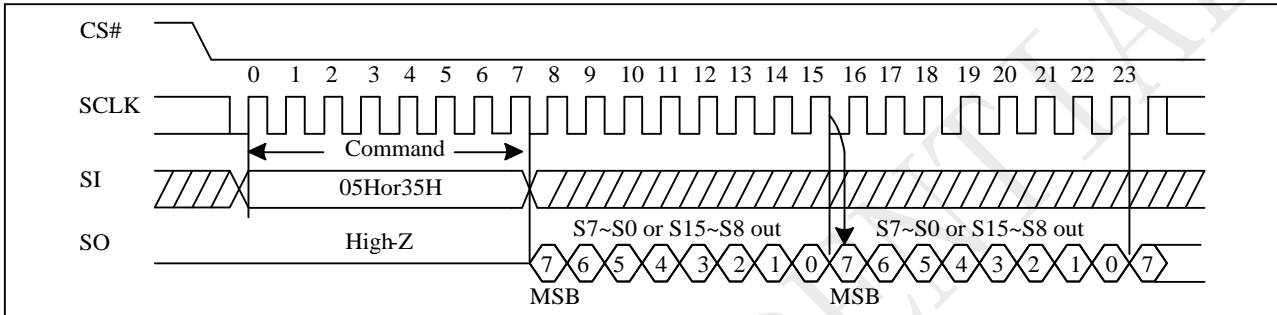 CS#
0 1 2 3 4 5 6 7 8 9 10 11 12 13 14 15 16 17 18 19 20 21 22 23
SCLK
Command
SI
05Hor35H
S7~S0 or S15~S8 out S7~S0 or S15~S8 out
SO
High-Z
7 6 5 4 3 2 1 0 7 6 5 4 3 2 1 0 7
MSB MSB